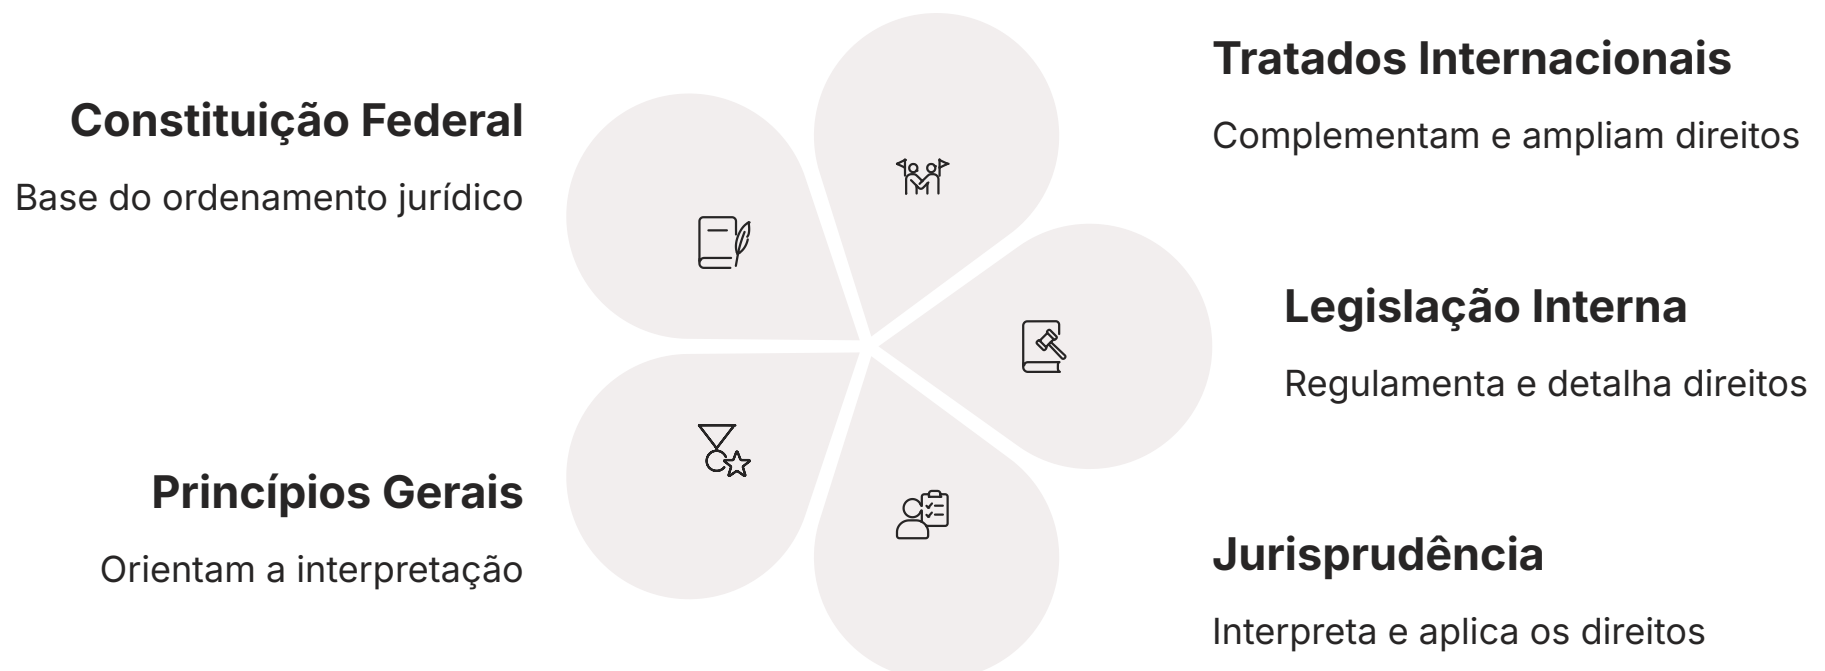 Constituição Federal
Base do ordenamento jurídico
Tratados Internacionais
Complementam e ampliam direitos
Legislação Interna
Regulamenta e detalha direitos
Jurisprudência
Interpreta e aplica os direitos
Princípios Gerais
Orientam a interpretação